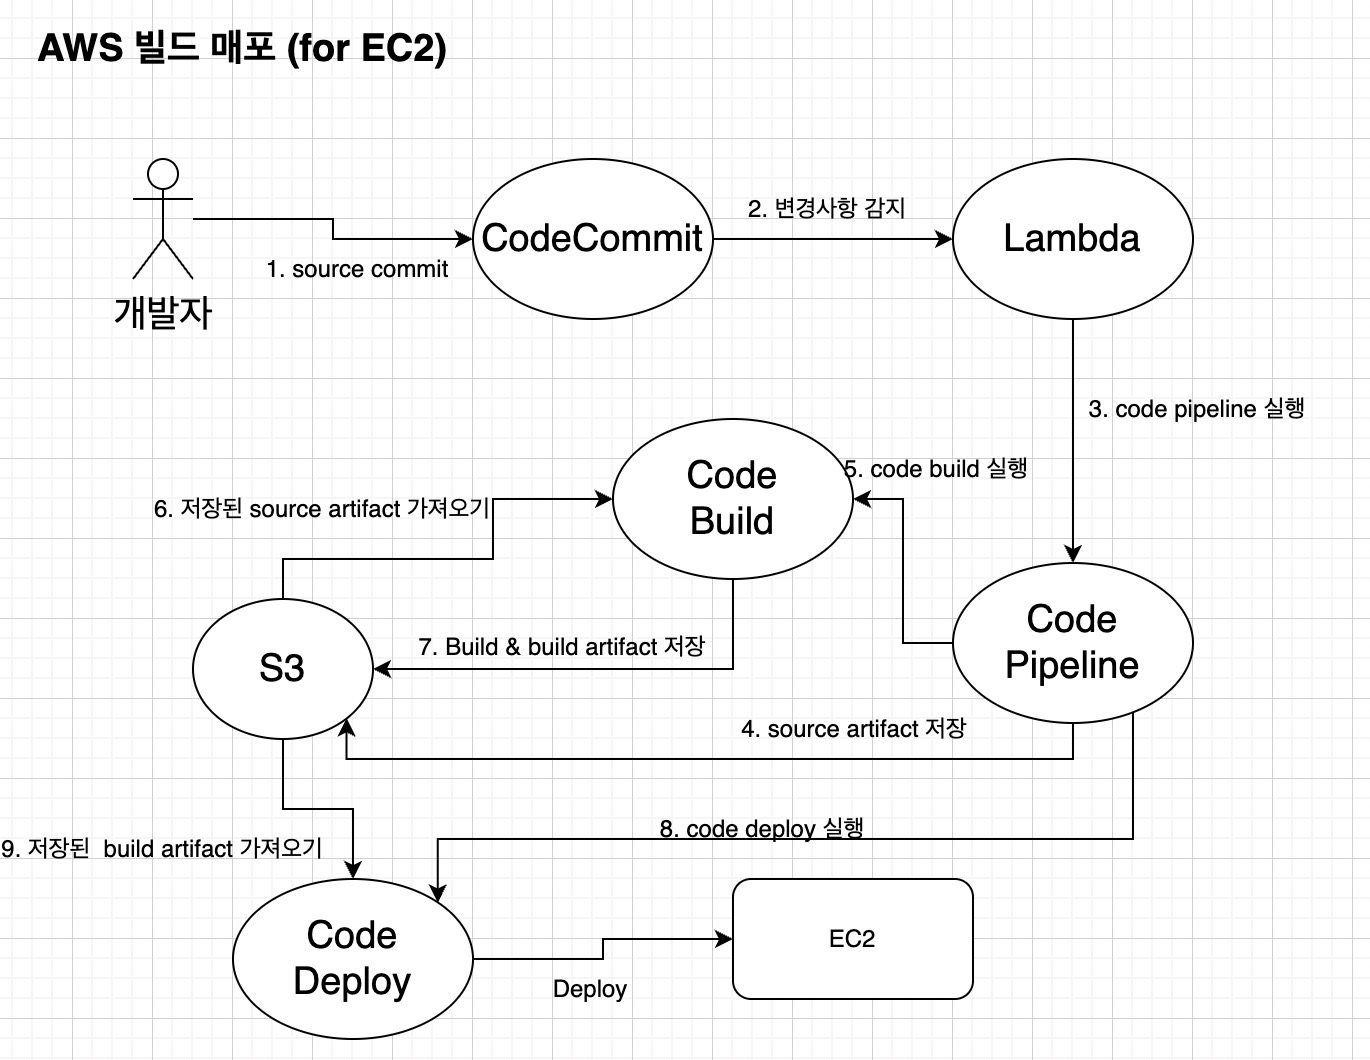 AWS 빌드 매포 (for EC2)
개발자
1. source commit
CodeCommit
2. 변경사항 감지
Lambda
3. code pipeline 실행
Code
Pipeline
4. source artifact 저장
5. code build 실행
Code
Build
6. 저장된 source artifact 가져오기
7. Build & build artifact 저장
S3
8. code deploy 실행
9. 저장된  build artifact 가져오기
Code
Deploy
Deploy
EC2